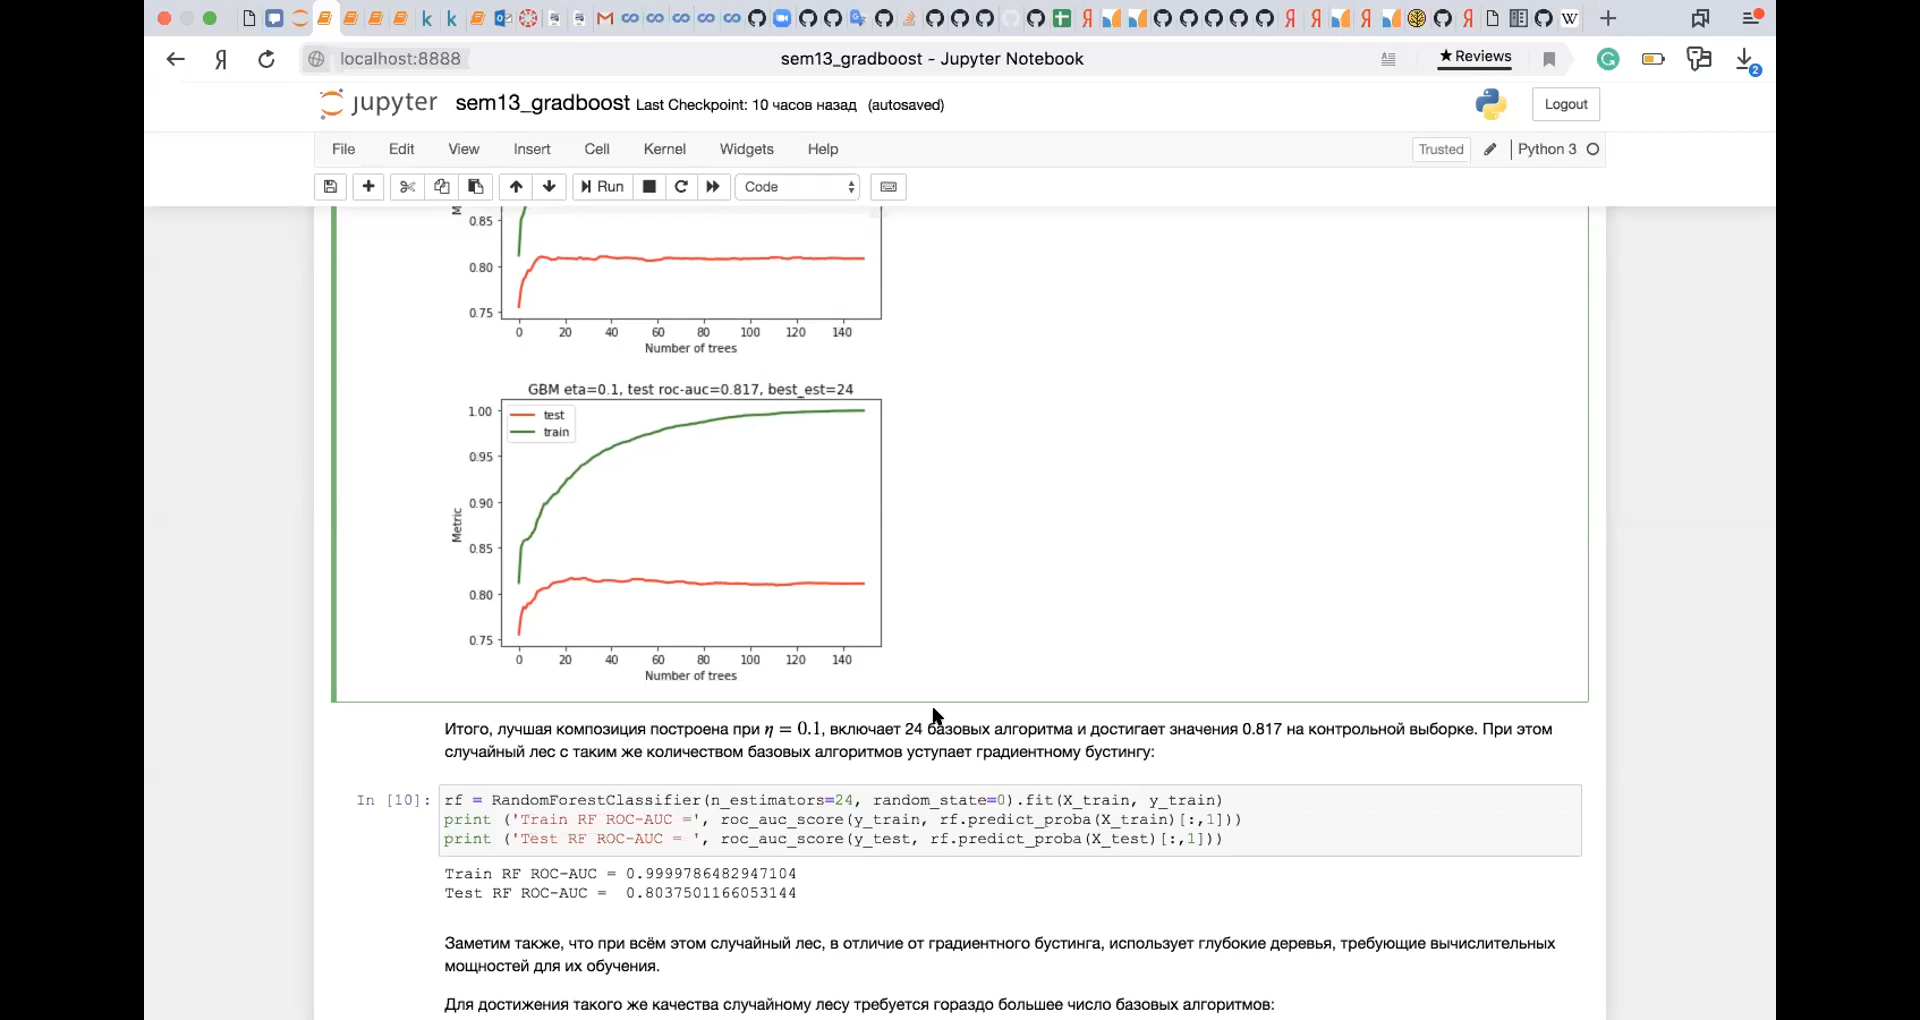 localhost:8888
sem13_gradboost - Jupyter Notebook
★Reviews
2
jupyter sem13_gradboost Last Checkpoint: 10 часов назад (autosaved)
Logout
File Edit View Insert Cell Kernel Widgets Help
Trusted Python 3
Run
Code
0.85
0.80
0.75
0 20 40 60 80 100 120 140
Number of trees
GBM eta=0.1, test roc-auc=0.817, best_est=24
test
train
Metric
1.00
0.95
0.90
0.85
0.80
0.75
0 20 40 60 80 100 120 140
Number of trees
Итого, лучшая композиция построена при η = 0.1, включает 24 базовых алгоритма и достигает значения 0.817 на контрольной выборке. При этом
случайный лес с таким же количеством базовых алгоритмов уступает градиентному бустингу:
In [10]:
rf = RandomForestClassifier(n_estimators=24, random_state=0).fit(X_train, y_train)
print ('Train RF ROC-AUC =', roc_auc_score(y_train, rf.predict_proba(X_train)[:,1]))
print ('Test RF ROC-AUC = ', roc_auc_score(y_test, rf.predict_proba(X_test)[:,1]))
Train RF ROC-AUC = 0.9999786482947104
Test RF ROC-AUC =  0.8037501166053144
Заметим также, что при всём этом случайный лес, в отличие от градиентного бустинга, использует глубокие деревья, требующие вычислительных
мощностей для их обучения.
Для достижения такого же качества случайному лесу требуется гораздо большее число базовых алгоритмов: